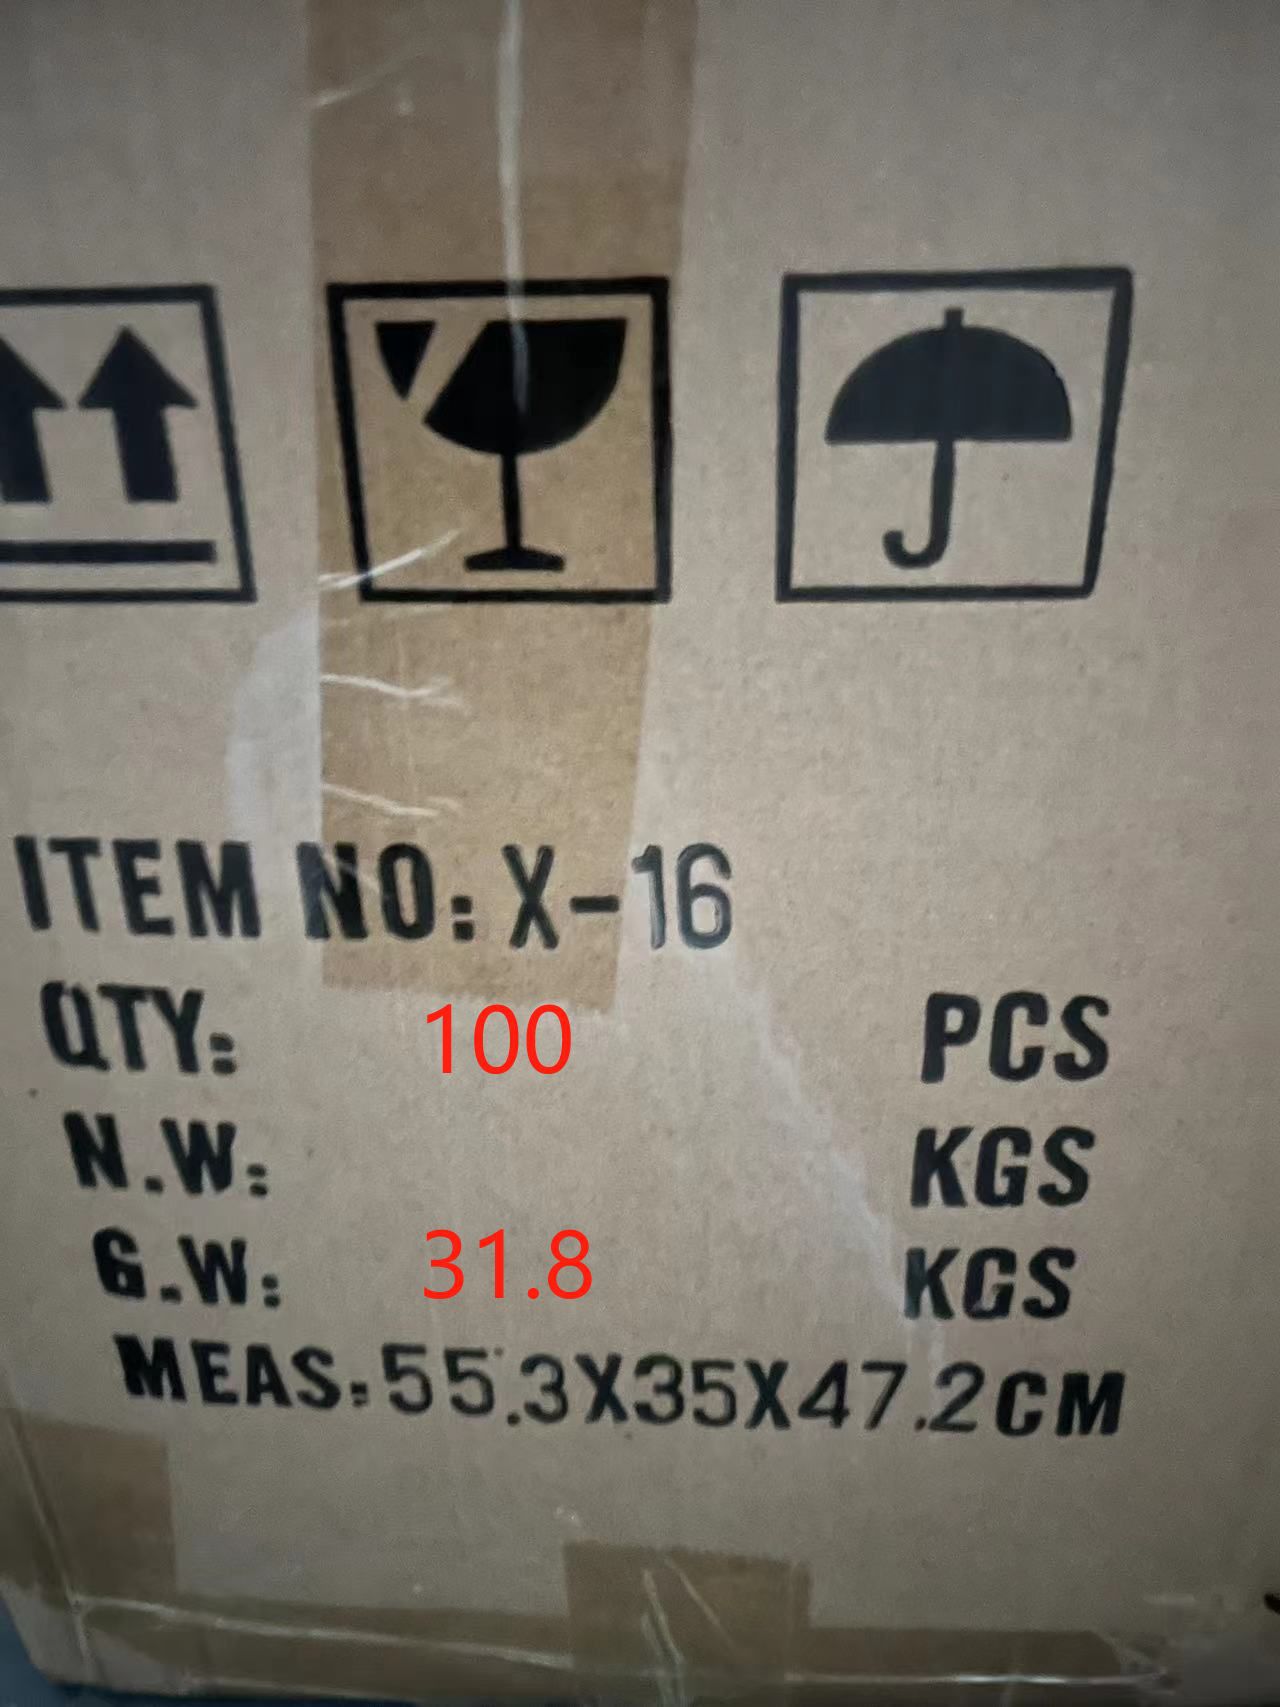 ITEM NO: X-16
QTY: 100 PCS
N.W: KGS
G.W: 31.8 KGS
MEAS:55.3X35X47.2CM